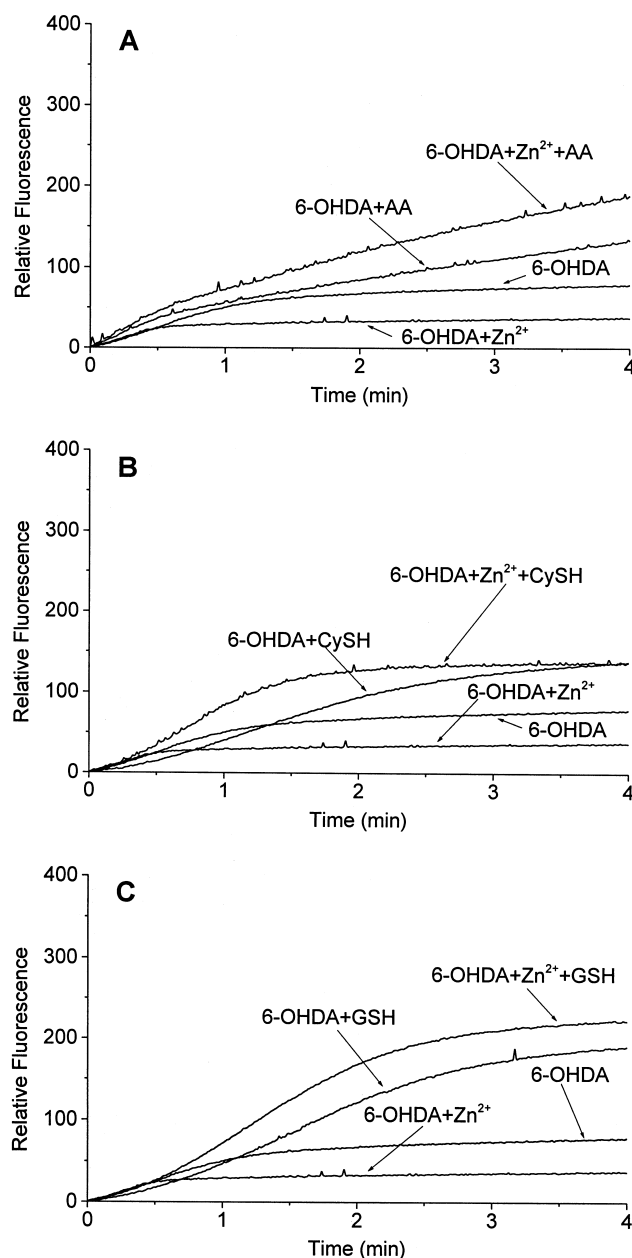 A
400
300
200
100
0
Relative Fluorescence
6-OHDA+Zn²⁺+AA
6-OHDA+AA
6-OHDA
6-OHDA+Zn²⁺
0 1 2 3 4
Time (min)
B
400
300
200
100
0
Relative Fluorescence
6-OHDA+Zn²⁺+CySH
6-OHDA+CySH
6-OHDA+Zn²⁺
6-OHDA
0 1 2 3 4
Time (min)
C
400
300
200
100
0
Relative Fluorescence
6-OHDA+Zn²⁺+GSH
6-OHDA+GSH
6-OHDA
6-OHDA+Zn²⁺
0 1 2 3 4
Time (min)